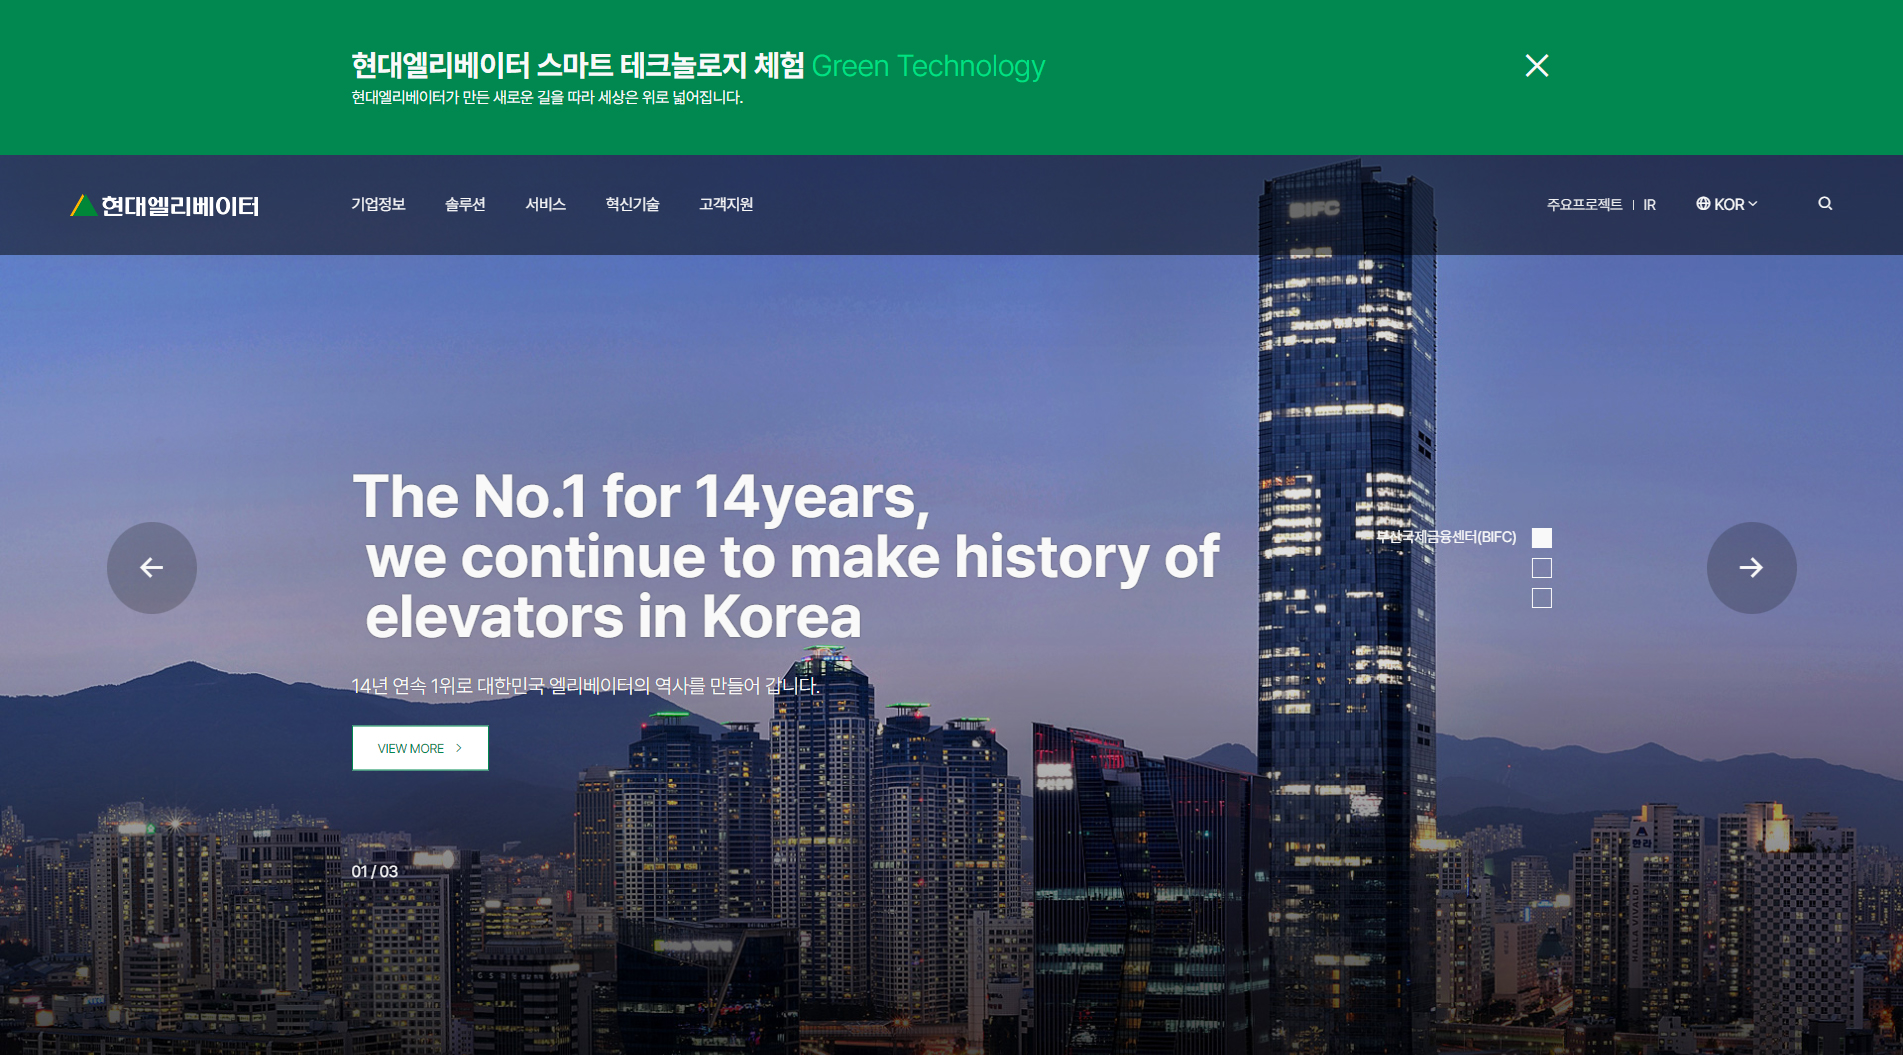 현대엘리베이터 스마트 테크놀로지 체험 Green Technology
현대엘리베이터가 만든 새로운 길을 따라 세상은 위로 넓어집니다.
현대엘리베이터 기업정보 솔루션 서비스 혁신기술 고객지원 주요프로젝트 IR KOR
BIFC
The No.1 for 14years,
we continue to make history of
elevators in Korea
부산국제금융센터(BIFC)
14년 연속 1위로 대한민국 엘리베이터의 역사를 만들어 갑니다.
VIEW MORE
01 / 03
한라
HALLA VIVALDI